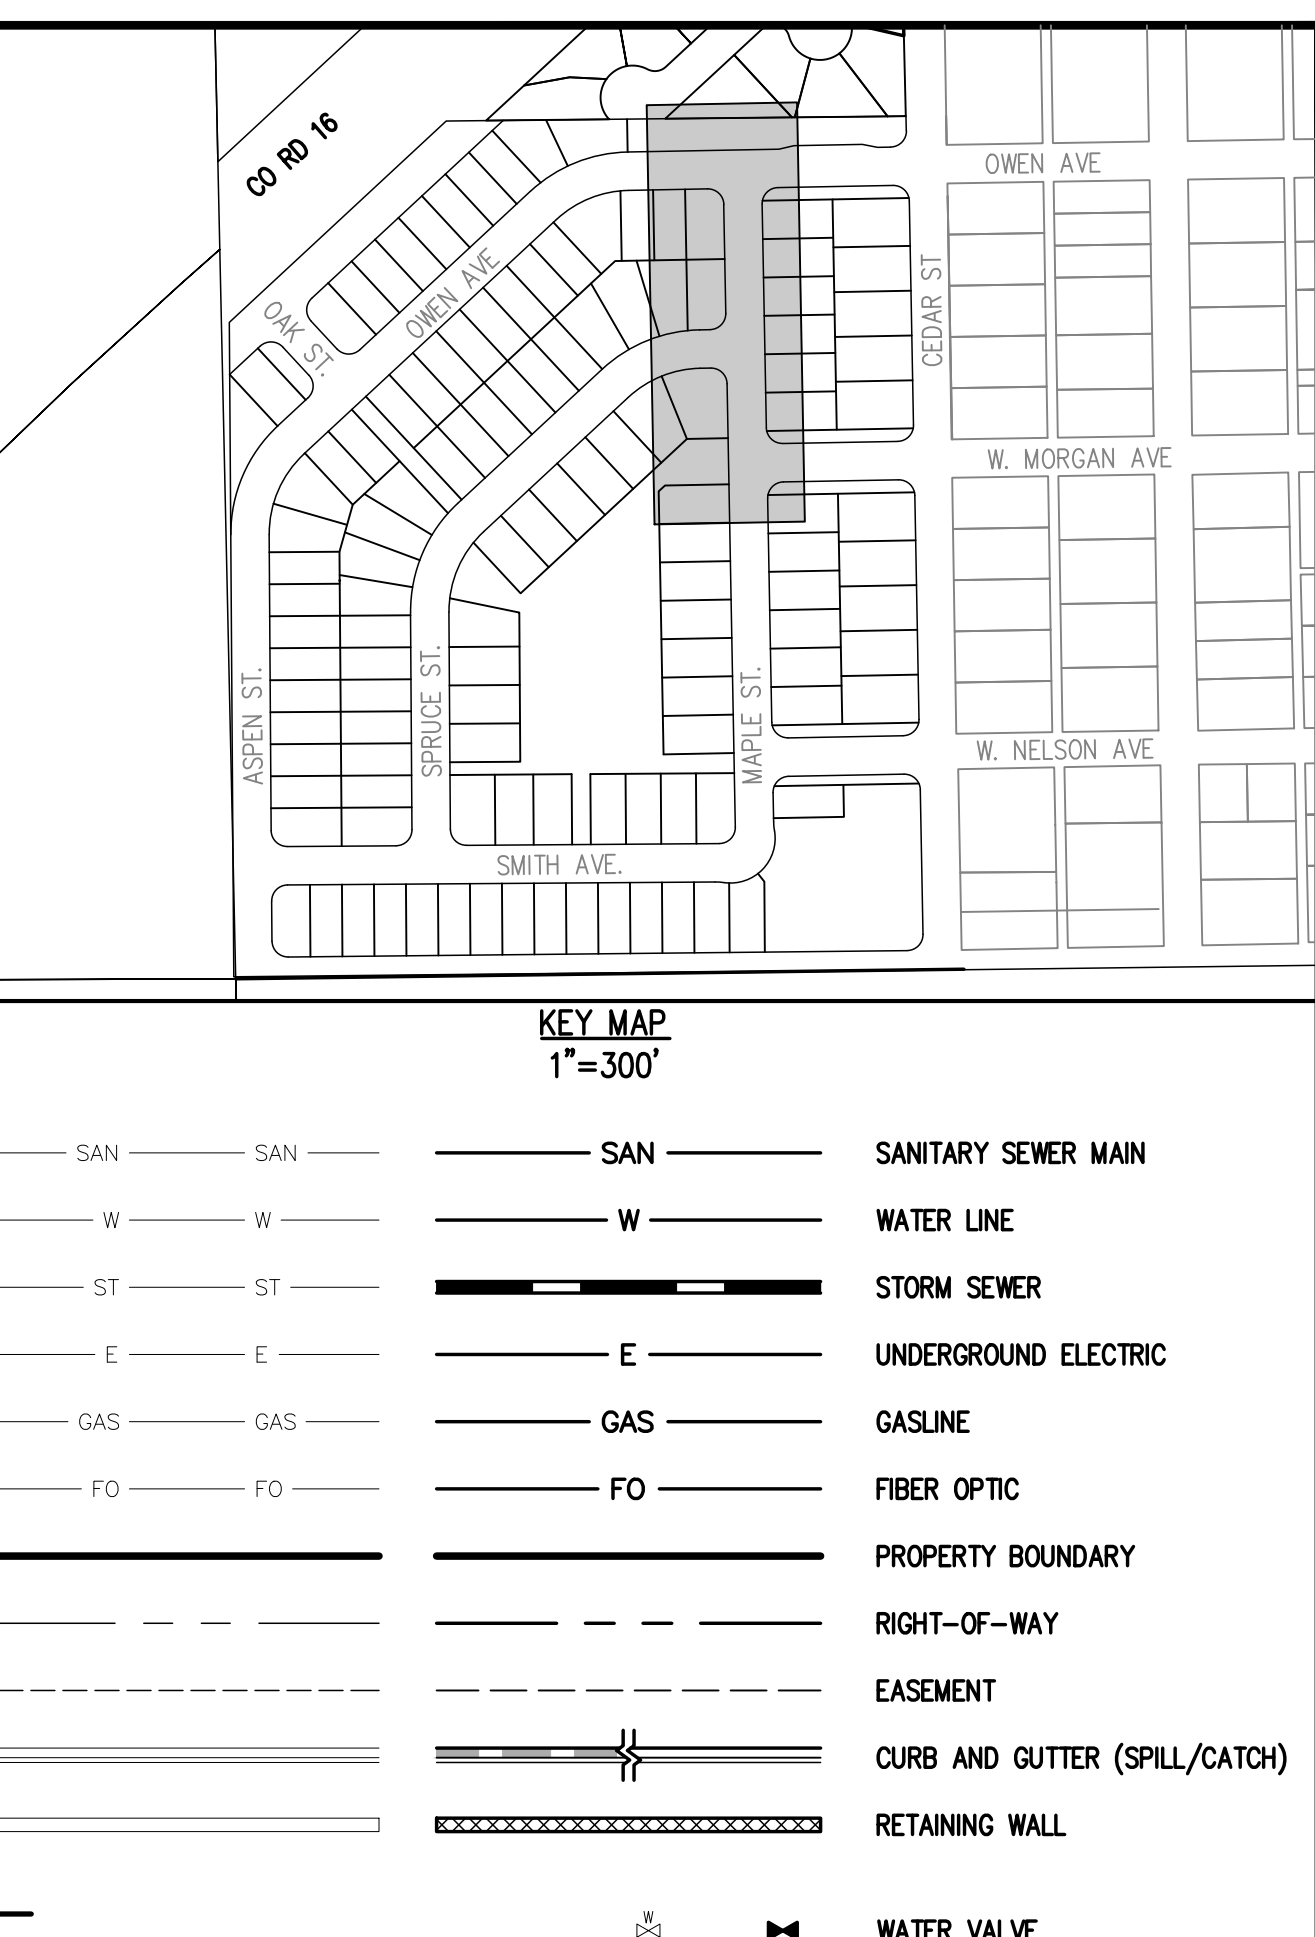 CO RD 16
OWEN AVE
OWEN AVE
OAK ST.
CEDAR ST
W. MORGAN AVE
ASPEN ST.
SPRUCE ST.
MAPLE ST.
W. NELSON AVE
SMITH AVE.
KEY MAP
1"=300'
SAN SAN SAN SANITARY SEWER MAIN
W W W WATER LINE
ST ST STORM SEWER
E E E UNDERGROUND ELECTRIC
GAS GAS GAS GASLINE
FO FO FO FIBER OPTIC
PROPERTY BOUNDARY
RIGHT-OF-WAY
EASEMENT
CURB AND GUTTER (SPILL/CATCH)
RETAINING WALL
W WATER VALVE